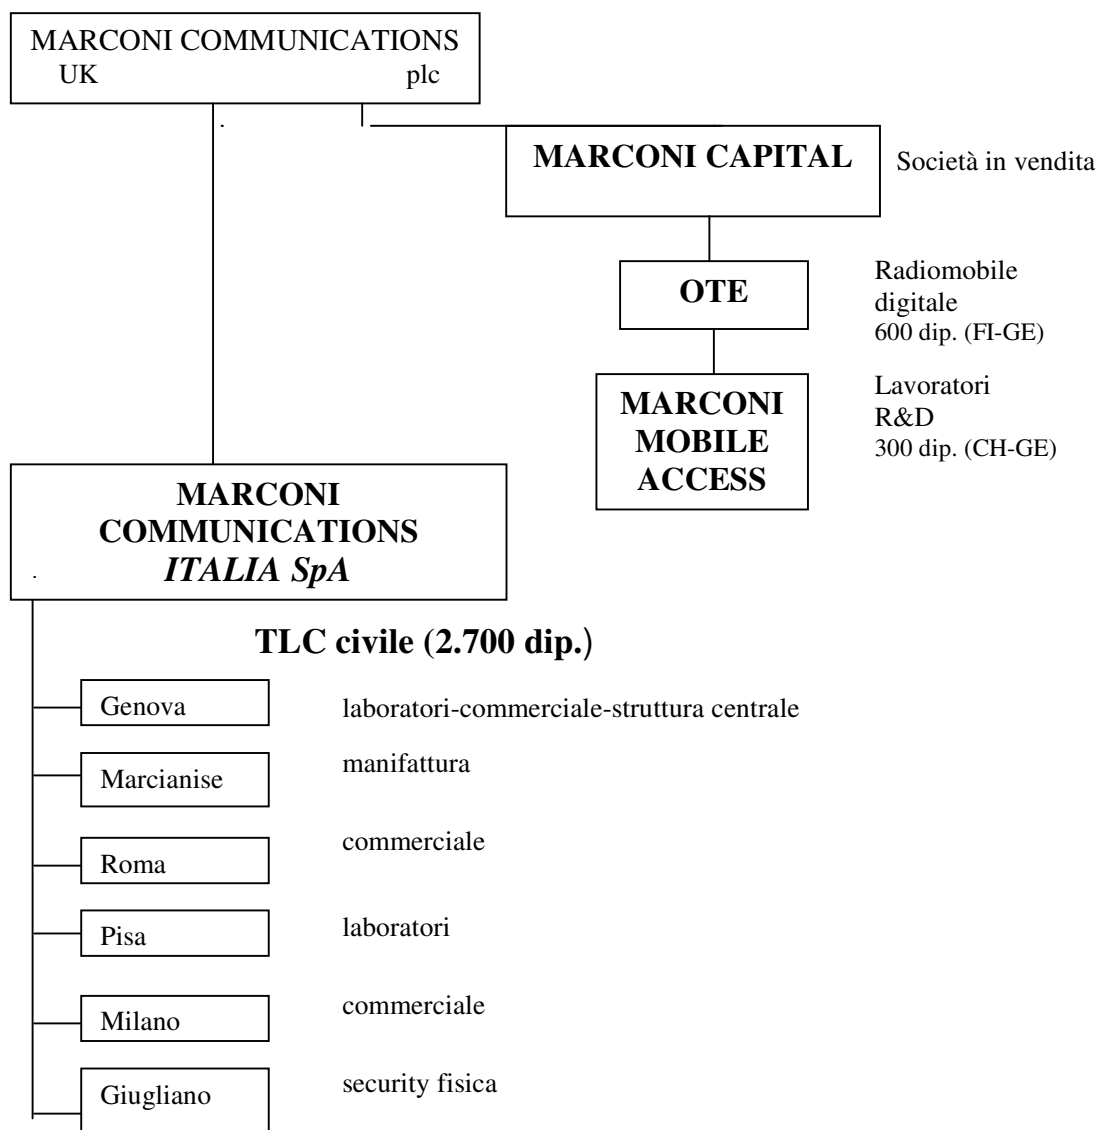 MARCONI COMMUNICATIONS
UK plc
MARCONI CAPITAL
Società in vendita
OTE
Radiomobile
digitale
600 dip. (FI-GE)
MARCONI
MOBILE
ACCESS
Lavoratori
R&D
300 dip. (CH-GE)
MARCONI
COMMUNICATIONS
ITALIA SpA
TLC civile (2.700 dip.)
Genova
laboratori-commerciale-struttura centrale
Marcianise
manifattura
Roma
commerciale
Pisa
laboratori
Milano
commerciale
Giugliano
security fisica